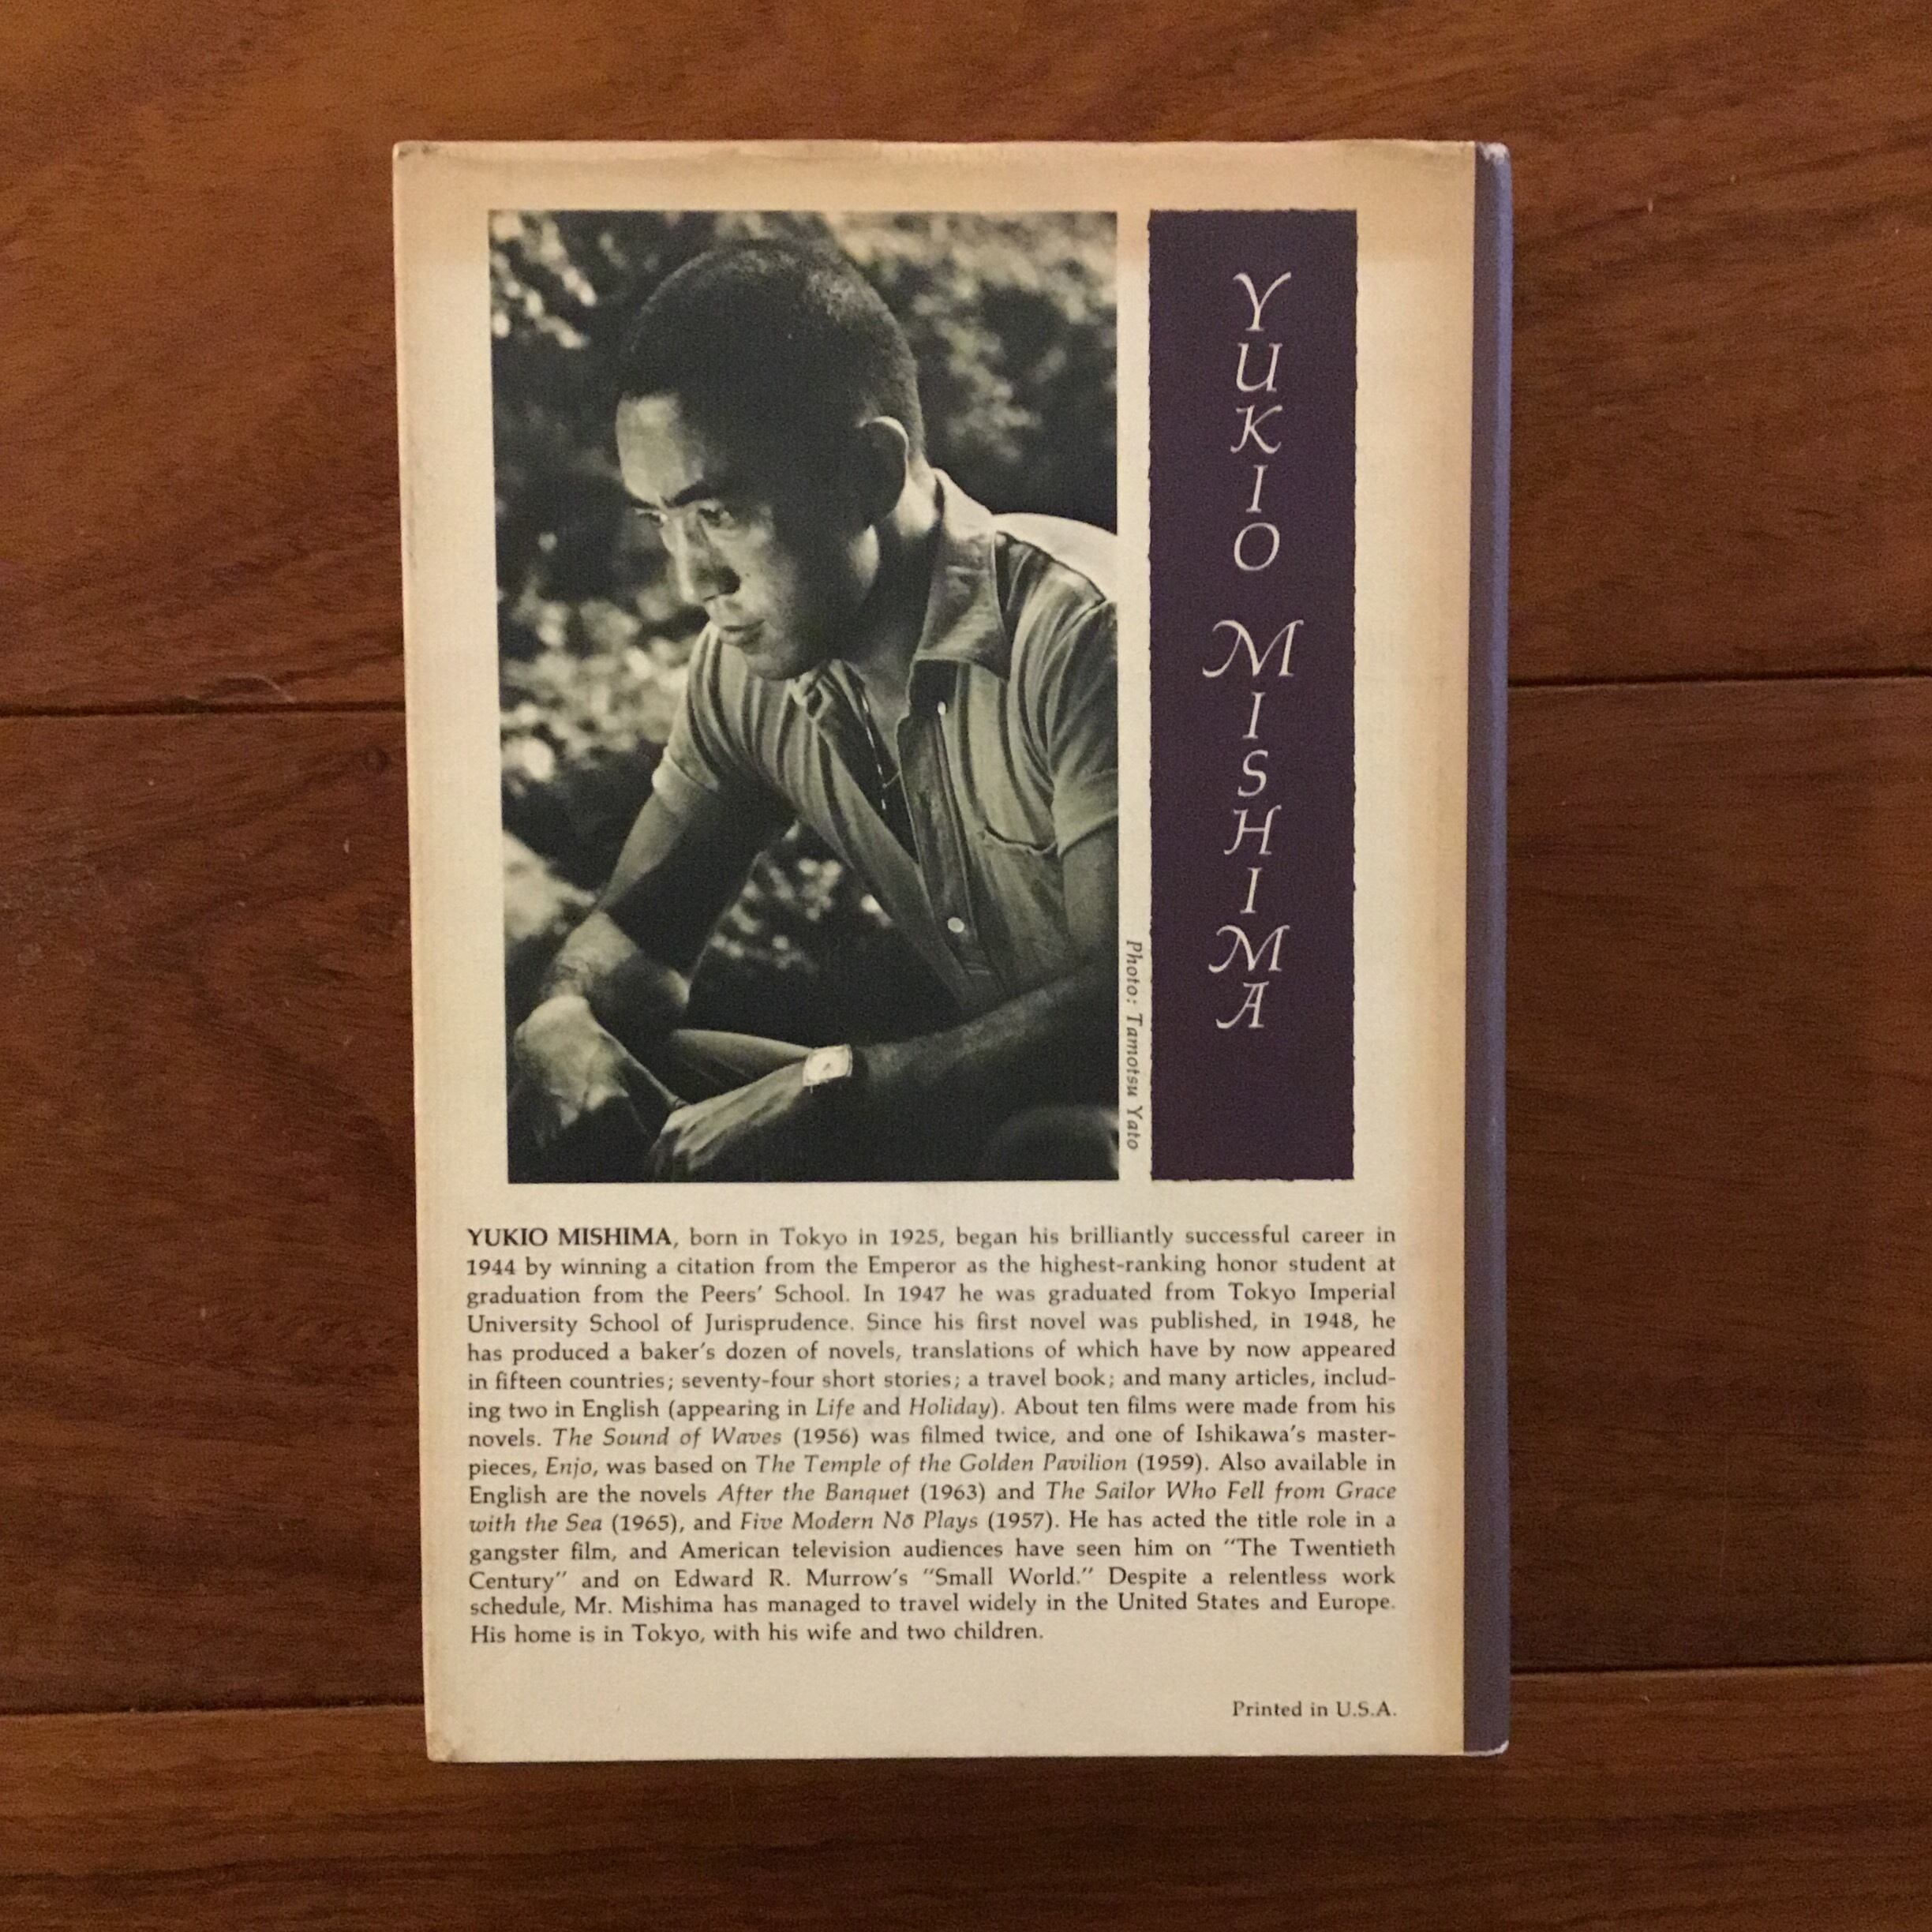 YUKIO MISHIMA
Photo: Tamotsu Yato
YUKIO MISHIMA, born in Tokyo in 1925, began his brilliantly successful career in
1944 by winning a citation from the Emperor as the highest-ranking honor student at
graduation from the Peers' School. In 1947 he was graduated from Tokyo Imperial
University School of Jurisprudence. Since his first novel was published, in 1948, he
has produced a baker's dozen of novels, translations of which have by now appeared
in fifteen countries; seventy-four short stories; a travel book; and many articles, includ-
ing two in English (appearing in Life and Holiday). About ten films were made from his
novels. The Sound of Waves (1956) was filmed twice, and one of Ishikawa's master-
pieces, Enjo, was based on The Temple of the Golden Pavilion (1959). Also available in
English are the novels After the Banquet (1963) and The Sailor Who Fell from Grace
with the Sea (1965), and Five Modern Nō Plays (1957). He has acted the title role in a
gangster film, and American television audiences have seen him on "The Twentieth
Century" and on Edward R. Murrow's "Small World." Despite a relentless work
schedule, Mr. Mishima has managed to travel widely in the United States and Europe.
His home is in Tokyo, with his wife and two children.
Printed in U.S.A.